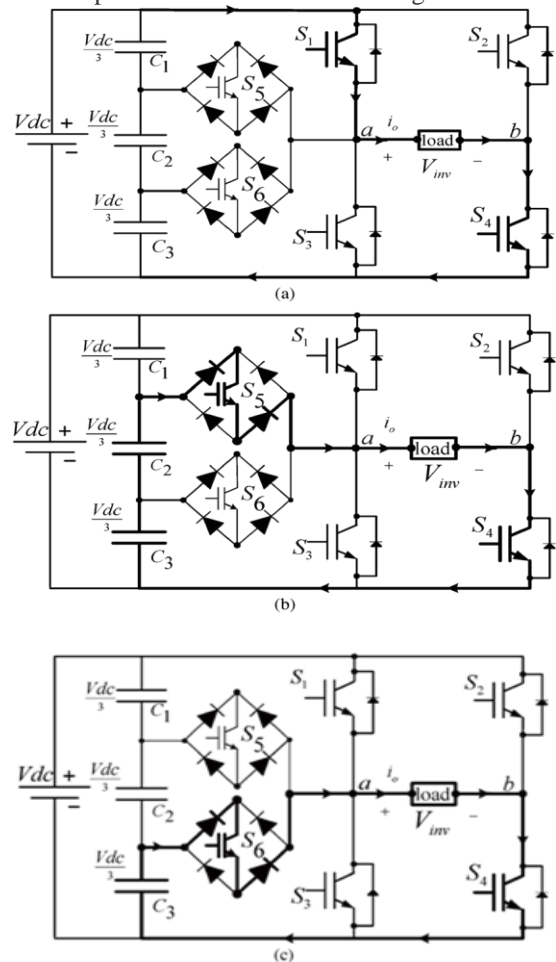 Vdc/3
C1
S1
S2
S5
Vdc +
-
Vdc/3
C2
a
io
load
b
+
Vinv
-
S6
Vdc/3
C3
S3
S4
(a)
Vdc/3
C1
S1
S2
S5
Vdc +
-
Vdc/3
C2
a
io
load
b
+
Vinv
-
S6
Vdc/3
C3
S3
S4
(b)
Vdc/3
C1
S1
S2
S5
Vdc +
-
Vdc/3
C2
a
io
load
b
+
Vinv
-
S6
Vdc/3
C3
S3
S4
(c)